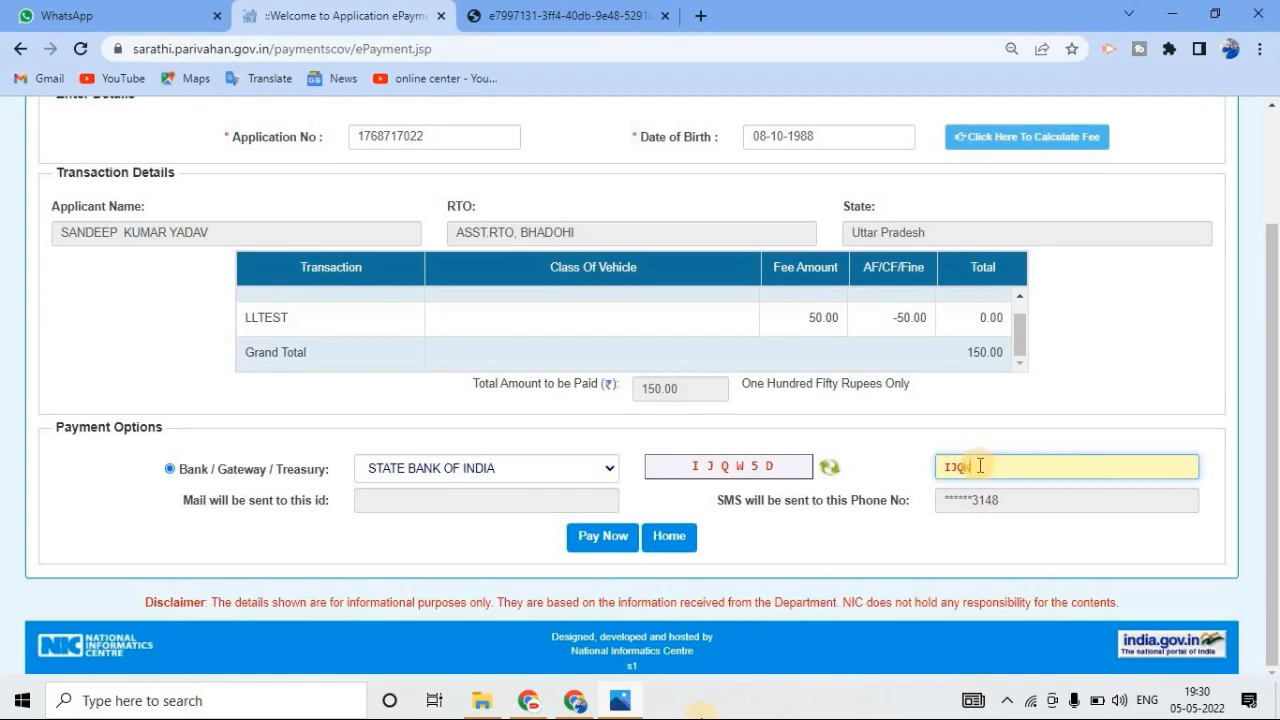 WhatsApp
::Welcome to Application ePayme
e7997131-3ff4-40db-9e48-5291a
sarathi.parivahan.gov.in/paymentscov/ePayment.jsp
Gmail YouTube Maps Translate News online center - You...
Enter Details
* Application No : 1768717022 * Date of Birth : 08-10-1988 Click Here To Calculate Fee
Transaction Details
Applicant Name: RTO: State:
SANDEEP KUMAR YADAV ASST.RTO, BHADOHI Uttar Pradesh
Transaction Class Of Vehicle Fee Amount AF/CF/Fine Total
LLTEST 50.00 -50.00 0.00
Grand Total 150.00
Total Amount to be Paid (₹): 150.00 One Hundred Fifty Rupees Only
Payment Options
Bank / Gateway / Treasury: STATE BANK OF INDIA I J Q W 5 D IJQW
Mail will be sent to this id: SMS will be sent to this Phone No: ******3148
Pay Now Home
Disclaimer: The details shown are for informational purposes only. They are based on the information received from the Department. NIC does not hold any responsibility for the contents.
NIC NATIONAL INFORMATICS CENTRE
Designed, developed and hosted by
National Informatics Centre
s1
india.gov.in
The national portal of India
Type here to search
ENG
19:30
05-05-2022